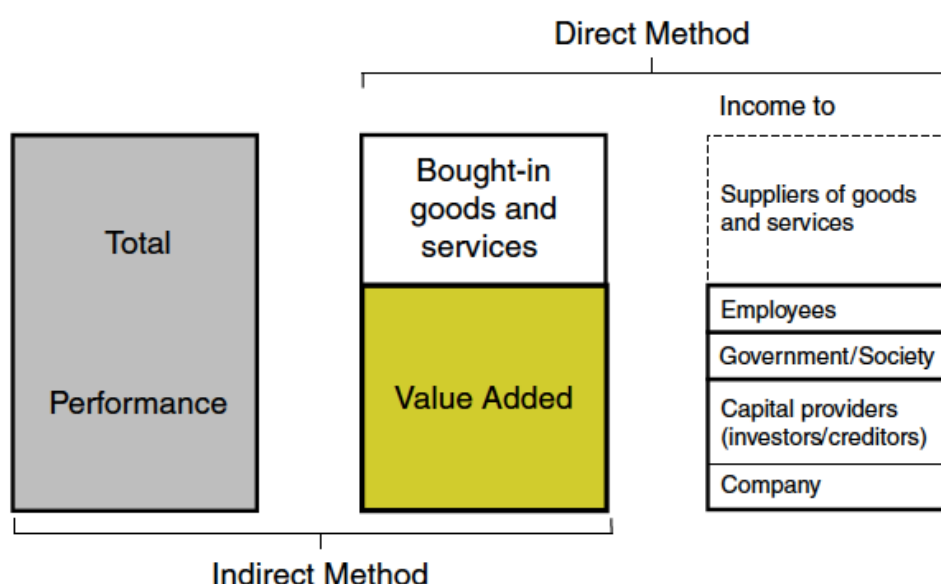 Direct Method
Income to
Total
Performance
Bought-in
goods and
services
Value Added
Suppliers of goods
and services
Employees
Government/Society
Capital providers
(investors/creditors)
Company
Indirect Method